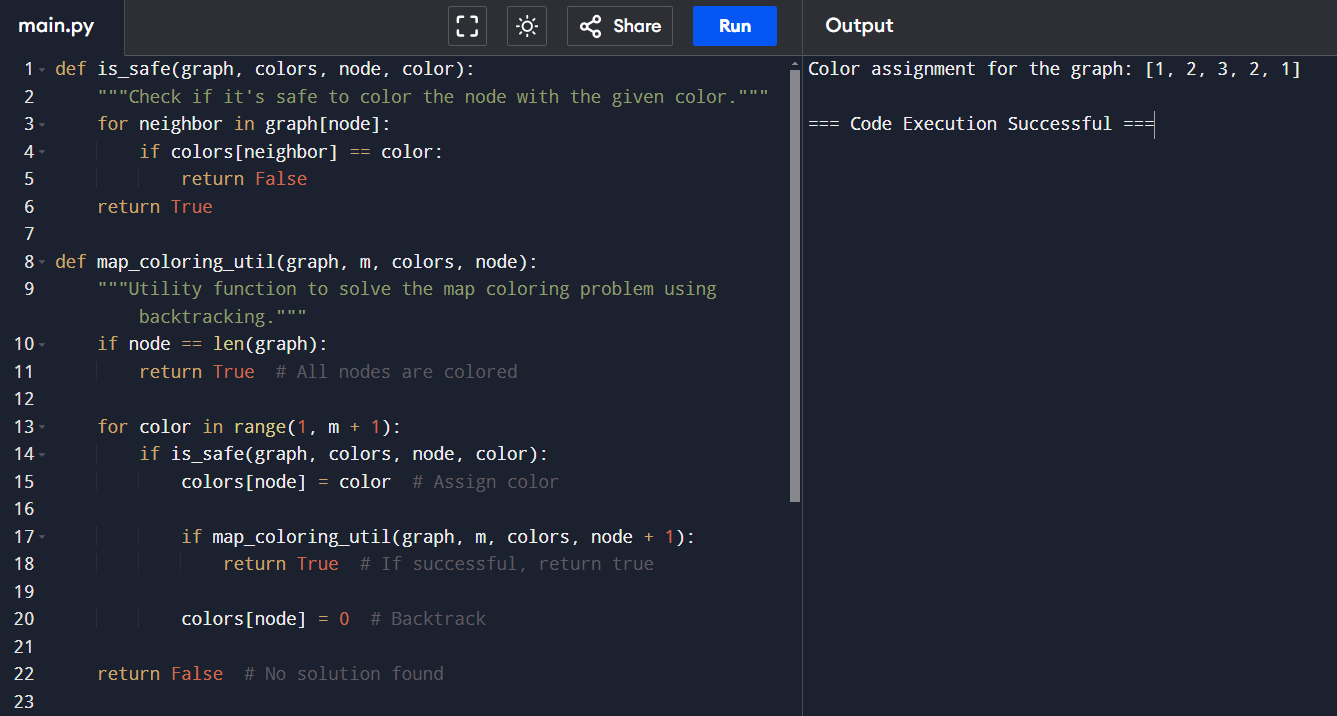 main.py
Share
Run
Output
1 def is_safe(graph, colors, node, color):
2     """Check if it's safe to color the node with the given color."""
3     for neighbor in graph[node]:
4         if colors[neighbor] == color:
5             return False
6     return True
7
8 def map_coloring_util(graph, m, colors, node):
9     """Utility function to solve the map coloring problem using
        backtracking."""
10     if node == len(graph):
11         return True  # All nodes are colored
12
13     for color in range(1, m + 1):
14         if is_safe(graph, colors, node, color):
15             colors[node] = color  # Assign color
16
17             if map_coloring_util(graph, m, colors, node + 1):
18                 return True  # If successful, return true
19
20             colors[node] = 0  # Backtrack
21
22     return False  # No solution found
23
Color assignment for the graph: [1, 2, 3, 2, 1]
=== Code Execution Successful ===